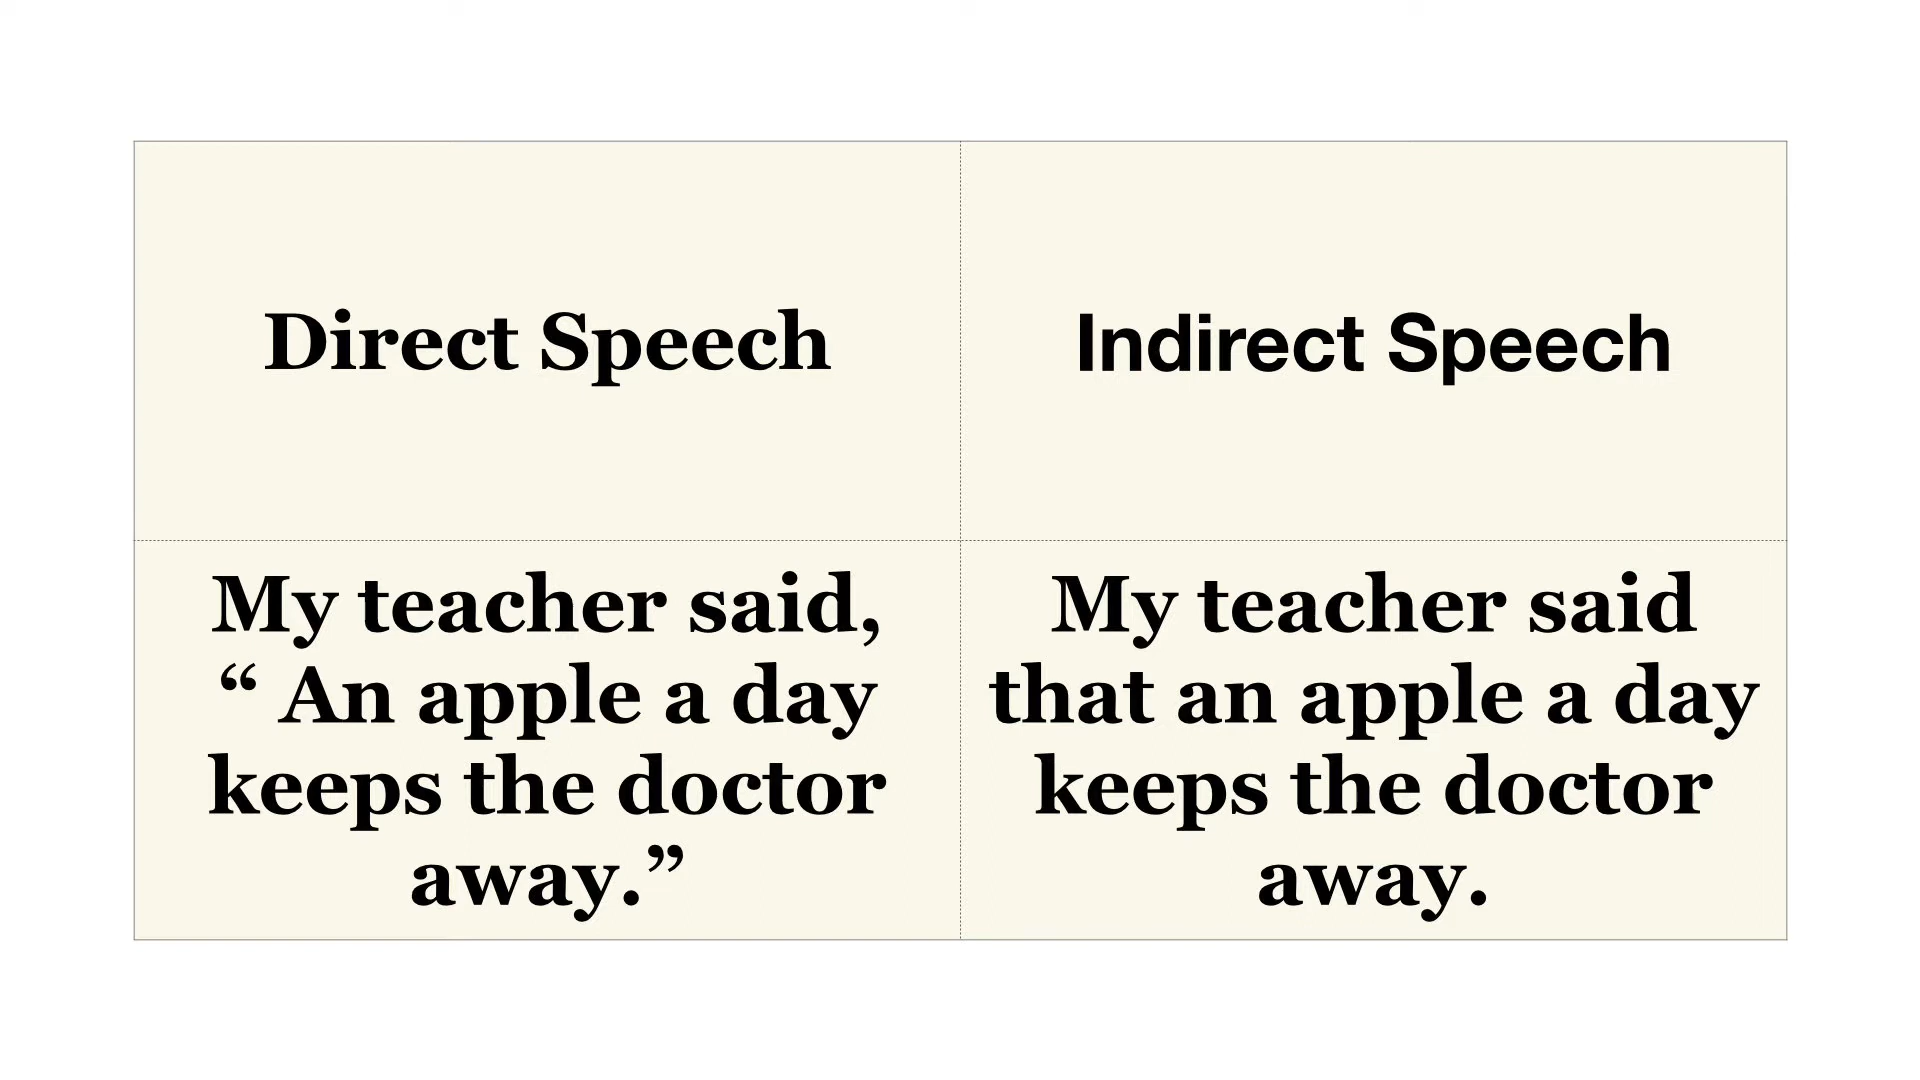 Direct Speech
Indirect Speech
My teacher said,
“ An apple a day
keeps the doctor
away.”
My teacher said
that an apple a day
keeps the doctor
away.